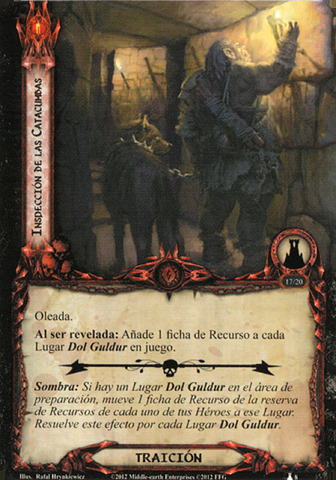 INSPECCIÓN DE LAS CATACUMBAS
17/20
Oleada.
Al ser revelada: Añade 1 ficha de Recurso a cada
Lugar Dol Guldur en juego.
Sombra: Si hay un Lugar Dol Guldur en el área de
preparación, mueve 1 ficha de Recurso de la reserva
de Recursos de cada uno de tus Héroes a ese Lugar.
Resuelve este efecto por cada Lugar Dol Guldur.
TRAICIÓN
Illus. Rafał Hrynkiewicz
©2012 Middle-earth Enterprises ©2012 FFG
8